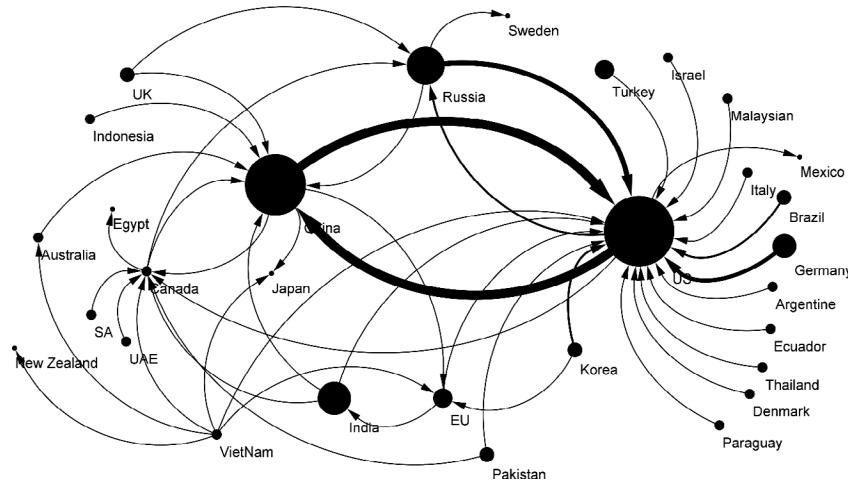 Sweden
UK
Russia
Turkey
Israel
Malaysian
Indonesia
Mexico
Italy
Brazil
Egypt
China
Australia
Canada
Japan
US
Germany
Argentine
SA
UAE
New Zealand
Korea
Ecuador
Thailand
Denmark
India
EU
VietNam
Paraguay
Pakistan